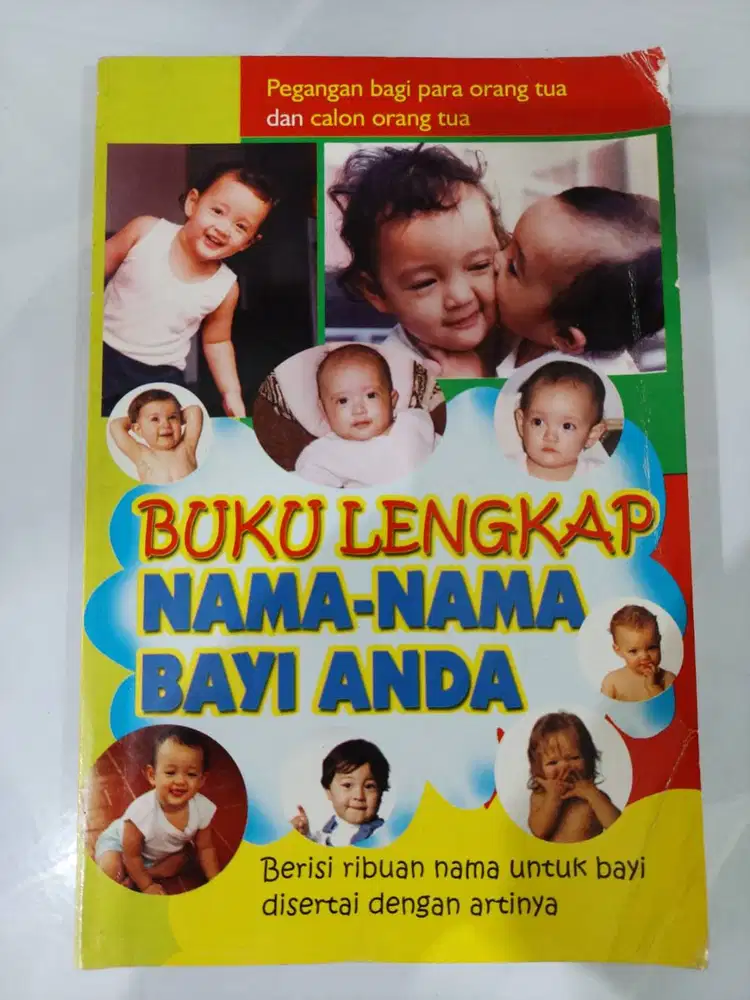 Pegangan bagi para orang tua
dan calon orang tua
BUKU LENGKAP
NAMA-NAMA
BAYI ANDA
Berisi ribuan nama untuk bayi
disertai dengan artinya